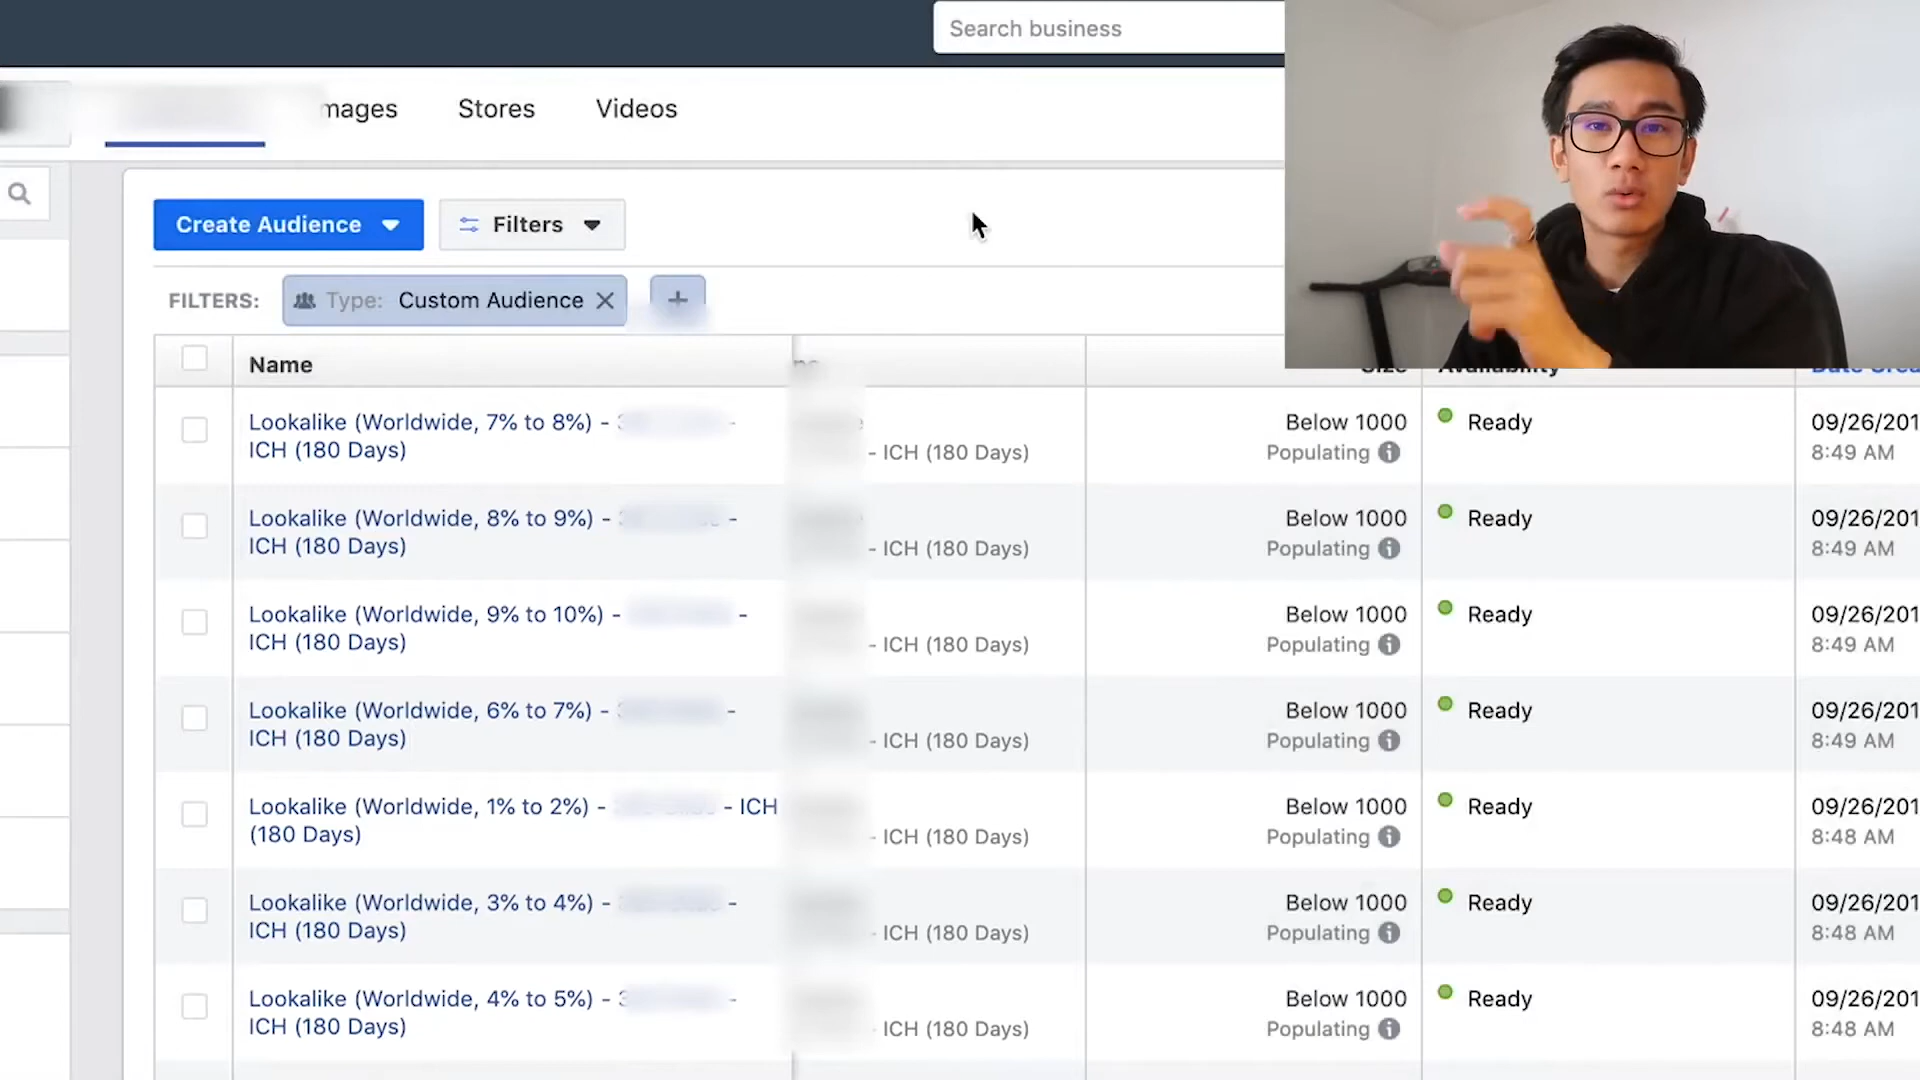 Search business
mages Stores Videos
Create Audience Filters
FILTERS: Type: Custom Audience × +
Name Size Availability
Lookalike (Worldwide, 7% to 8%) - -
ICH (180 Days)
- ICH (180 Days)
Below 1000
Populating
Ready
09/26/201
8:49 AM
Lookalike (Worldwide, 8% to 9%) - -
ICH (180 Days)
- ICH (180 Days)
Below 1000
Populating
Ready
09/26/201
8:49 AM
Lookalike (Worldwide, 9% to 10%) - -
ICH (180 Days)
- ICH (180 Days)
Below 1000
Populating
Ready
09/26/201
8:49 AM
Lookalike (Worldwide, 6% to 7%) - -
ICH (180 Days)
- ICH (180 Days)
Below 1000
Populating
Ready
09/26/201
8:49 AM
Lookalike (Worldwide, 1% to 2%) - - ICH
(180 Days)
- ICH (180 Days)
Below 1000
Populating
Ready
09/26/201
8:48 AM
Lookalike (Worldwide, 3% to 4%) - -
ICH (180 Days)
- ICH (180 Days)
Below 1000
Populating
Ready
09/26/201
8:48 AM
Lookalike (Worldwide, 4% to 5%) - -
ICH (180 Days)
- ICH (180 Days)
Below 1000
Populating
Ready
09/26/201
8:48 AM